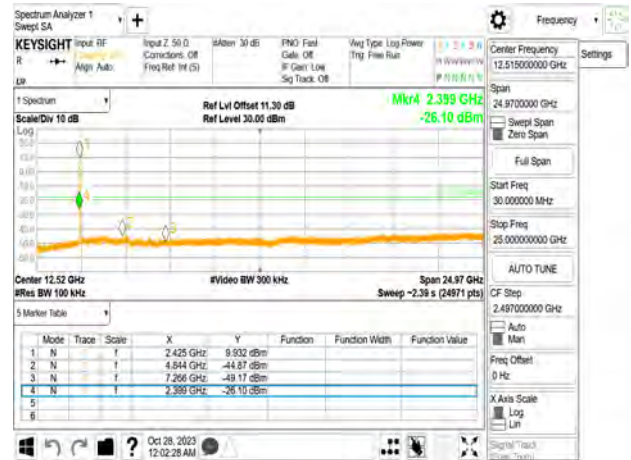 Spectrum Analyzer 1
Swept SA
Frequency
KEYSIGHT
R
Input: RF
Align: Auto
Input Z: 50 Ω
Corrections: Off
Freq Ref: Int (S)
#Atten: 30 dB
PNO: Fast
Gate: Off
IF Gain: Low
Sig Track: Off
Avg Type: Log-Power
Trig: Free Run
Center Frequency
12.515000000 GHz
Settings
1 Spectrum
Scale/Div 10 dB
Log
Ref Lvl Offset 11.30 dB
Ref Level 30.00 dBm
Mkr4 2.399 GHz
-26.10 dBm
4
Span
24.9700000 GHz
Swept Span
Zero Span
Full Span
Start Freq
30.000000 MHz
Stop Freq
25.000000000 GHz
AUTO TUNE
CF Step
2.497000000 GHz
Auto
Man
Freq Offset
0 Hz
X Axis Scale
Log
Lin
Signal Track
Center 12.52 GHz
#Res BW 100 kHz
#Video BW 300 kHz
Span 24.97 GHz
Sweep ~2.39 s (24971 pts)
5 Marker Table
Mode Trace Scale X Y Function Function Width Function Value
1 N f 2.425 GHz 9.932 dBm
2 N f 4.844 GHz -44.87 dBm
3 N f 7.266 GHz -49.17 dBm
4 N f 2.399 GHz -26.10 dBm
5
6
Oct 28, 2023
12:02:28 AM